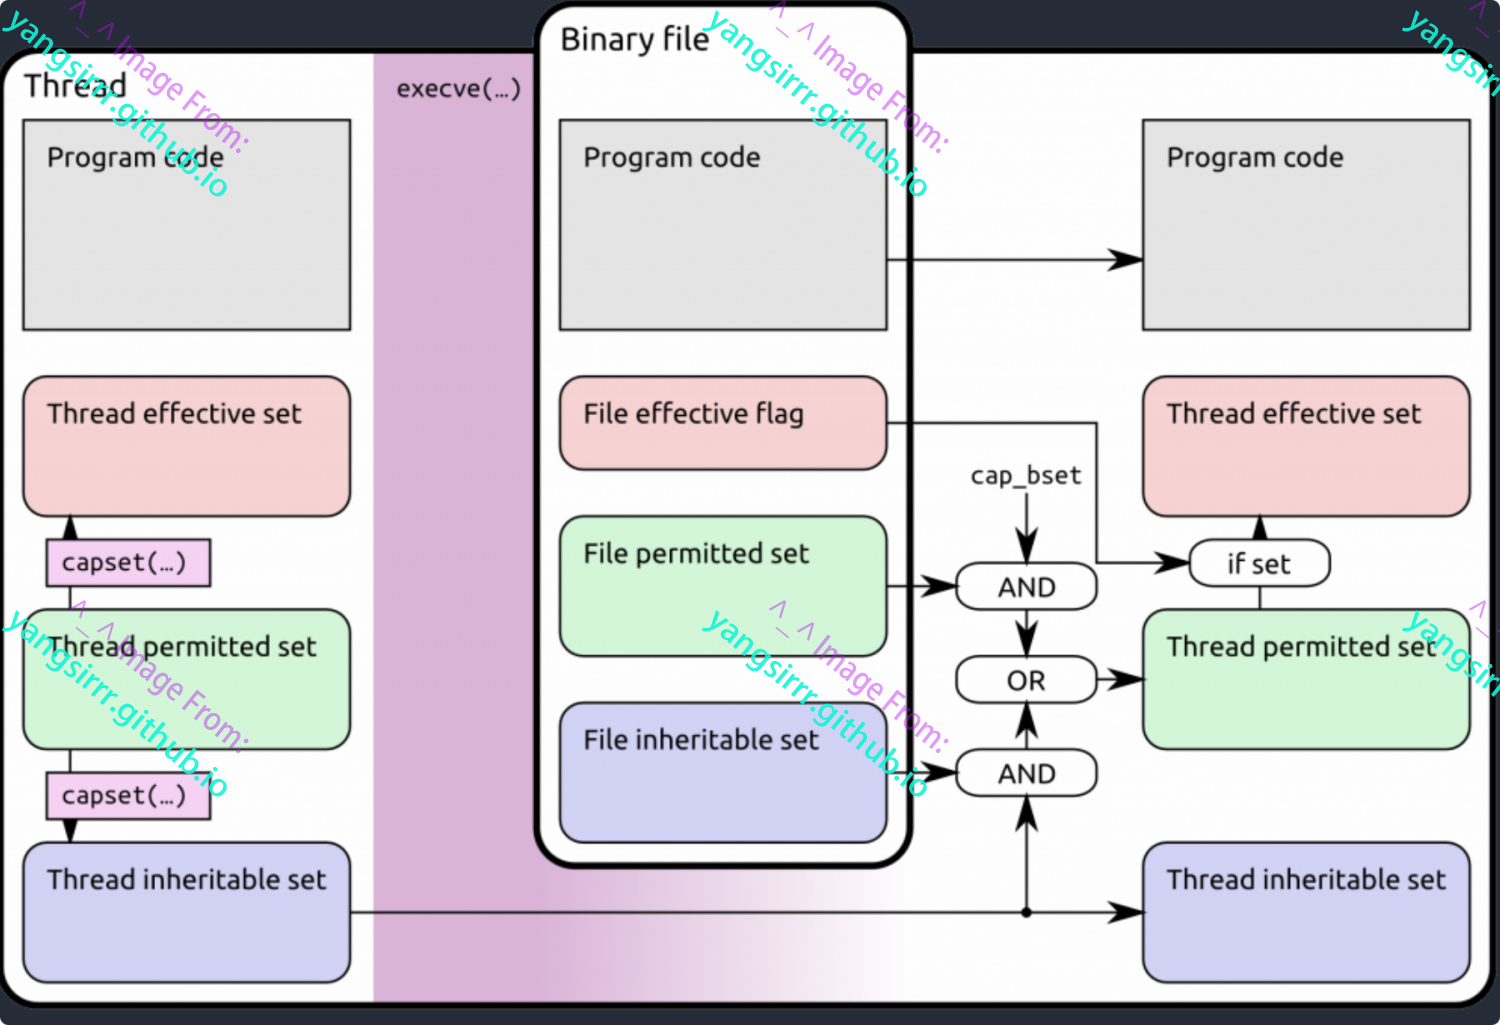 Binary file
Thread
execve(…)
Program code
Program code
Program code
Thread effective set
File effective flag
Thread effective set
cap_bset
capset(…)
File permitted set
AND
if set
Thread permitted set
OR
Thread permitted set
File inheritable set
AND
capset(…)
Thread inheritable set
Thread inheritable set
^_^ Image From:
yangsirrr.github.io
^_^ Image From:
yangsirrr.github.io
yangsirr
^_^ Image From:
yangsirrr.github.io
^_^ Image From:
yangsirrr.github.io
yangsirr